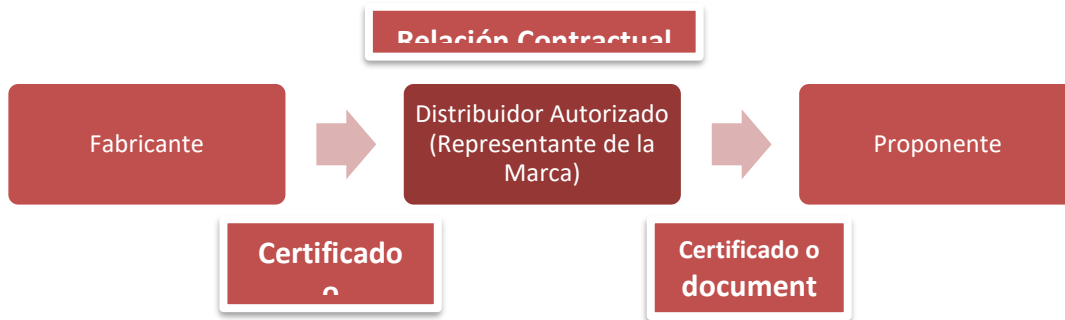 Relación Contractual
Fabricante
Distribuidor Autorizado
(Representante de la
Marca)
Proponente
Certificado
o
Certificado o
document